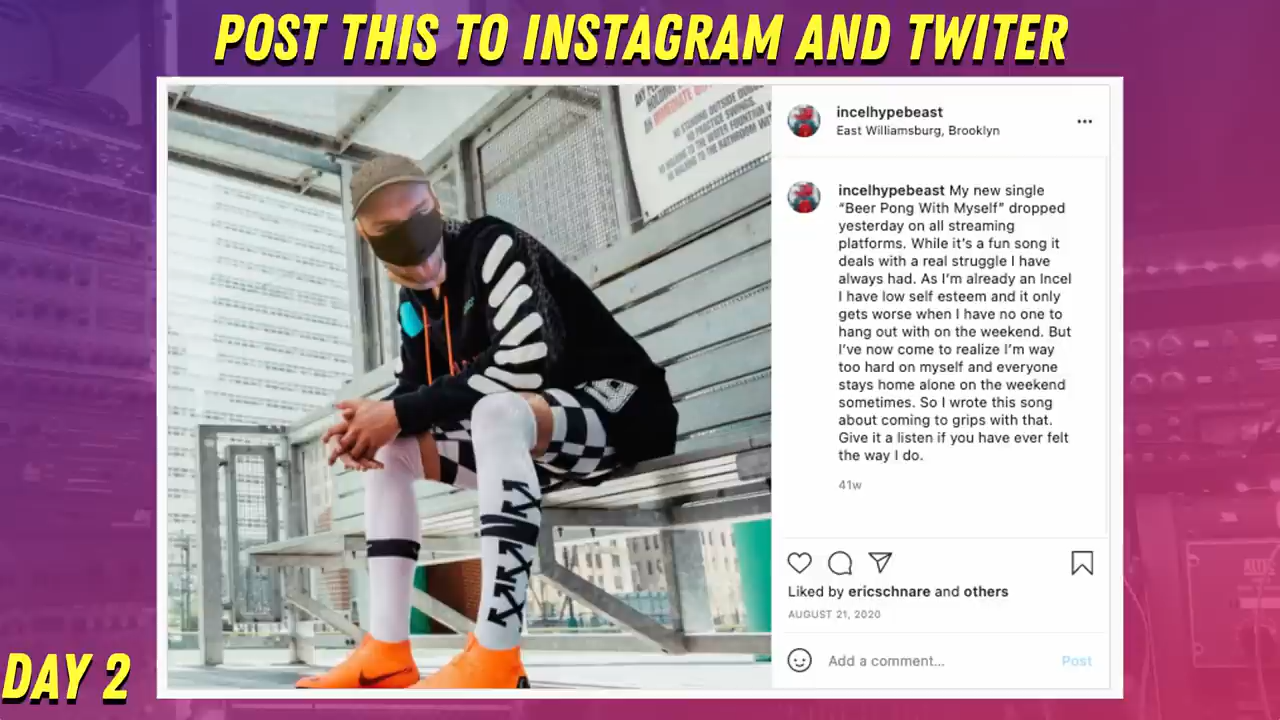 POST THIS TO INSTAGRAM AND TWITER
incelhypebeast
East Williamsburg, Brooklyn
incelhypebeast My new single
“Beer Pong With Myself” dropped
yesterday on all streaming
platforms. While it’s a fun song it
deals with a real struggle I have
always had. As I’m already an Incel
I have low self esteem and it only
gets worse when I have no one to
hang out with on the weekend. But
I’ve now come to realize I’m way
too hard on myself and everyone
stays home alone on the weekend
sometimes. So I wrote this song
about coming to grips with that.
Give it a listen if you have ever felt
the way I do.
41w
Liked by ericschnare and others
AUGUST 21, 2020
Add a comment...
Post
DAY 2
NO STANDING OUTSIDE
NO PRACTICE SWINGS.